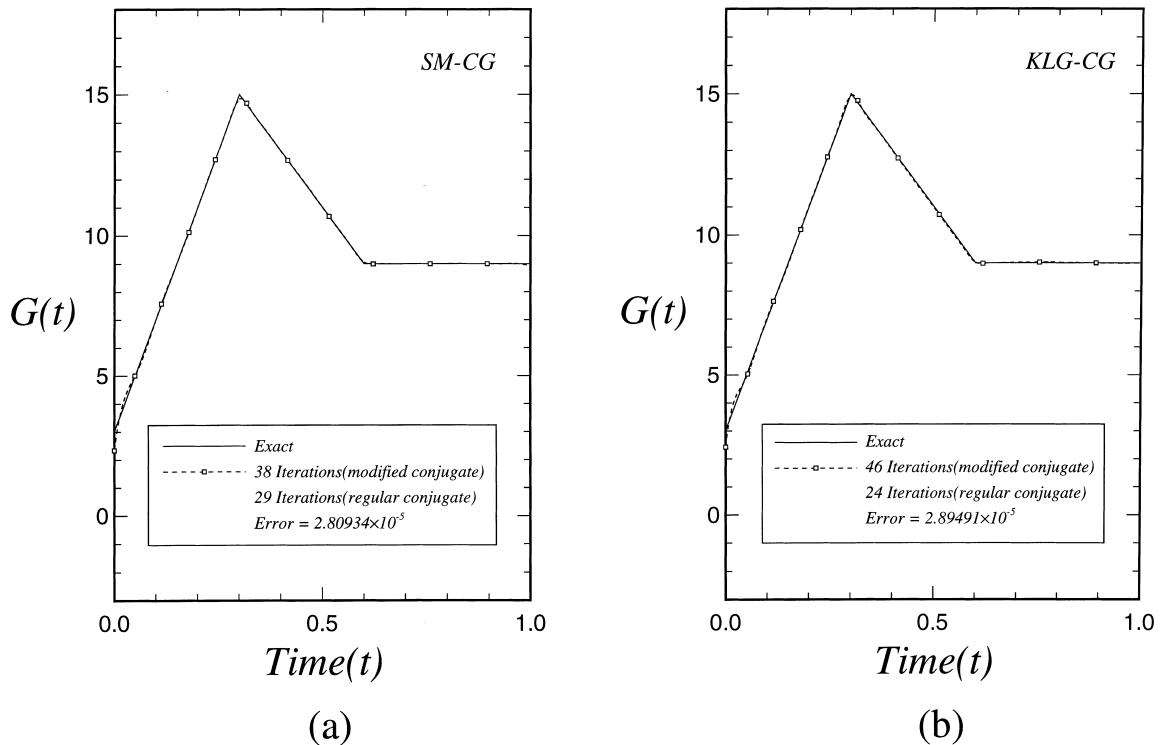 SM-CG
15
10
5
0
G(t)
Exact
38 Iterations(modified conjugate)
29 Iterations(regular conjugate)
Error = 2.80934×10⁻⁵
0.0 0.5 1.0
Time(t)
(a)
KLG-CG
15
10
5
0
G(t)
Exact
46 Iterations(modified conjugate)
24 Iterations(regular conjugate)
Error = 2.89491×10⁻⁵
0.0 0.5 1.0
Time(t)
(b)